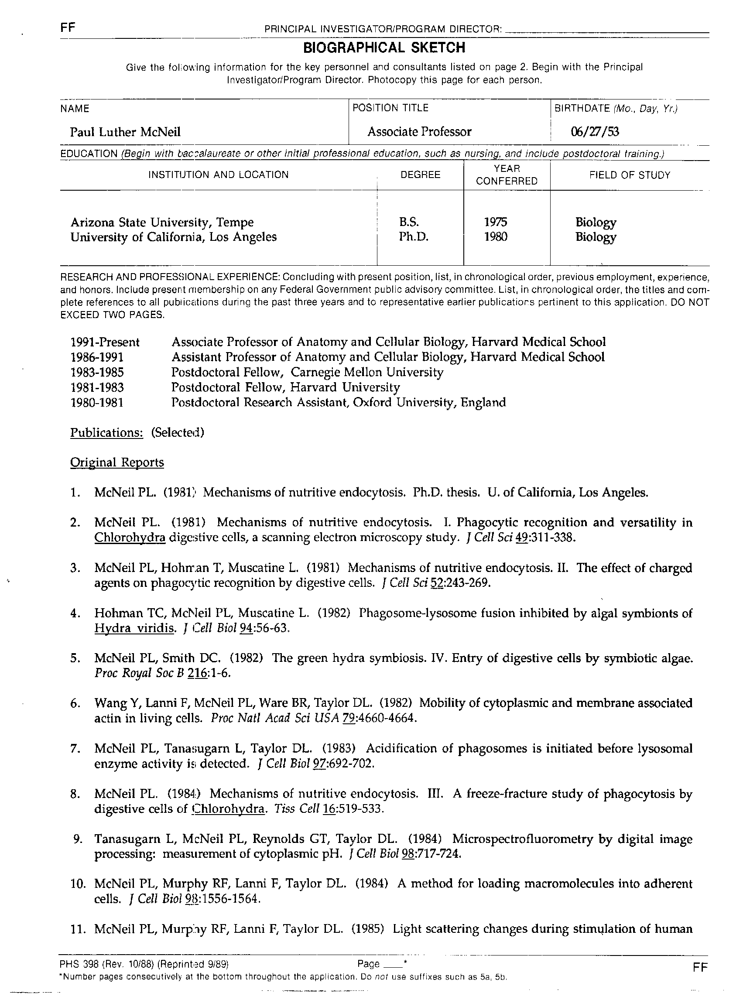 FF
PRINCIPAL INVESTIGATOR/PROGRAM DIRECTOR:
BIOGRAPHICAL SKETCH
Give the following information for the key personnel and consultants listed on page 2. Begin with the Principal
Investigator/Program Director. Photocopy this page for each person.
NAME POSITION TITLE BIRTHDATE (Mo., Day, Yr.)
Paul Luther McNeil Associate Professor 06/27/53
EDUCATION (Begin with baccalaureate or other initial professional education, such as nursing, and include postdoctoral training.)
INSTITUTION AND LOCATION DEGREE YEAR CONFERRED FIELD OF STUDY
Arizona State University, Tempe B.S. 1975 Biology
University of California, Los Angeles Ph.D. 1980 Biology
RESEARCH AND PROFESSIONAL EXPERIENCE: Concluding with present position, list, in chronological order, previous employment, experience,
and honors. Include present membership on any Federal Government public advisory committee. List, in chronological order, the titles and com-
plete references to all publications during the past three years and to representative earlier publications pertinent to this application. DO NOT
EXCEED TWO PAGES.
1991-Present Associate Professor of Anatomy and Cellular Biology, Harvard Medical School
1986-1991 Assistant Professor of Anatomy and Cellular Biology, Harvard Medical School
1983-1985 Postdoctoral Fellow, Carnegie Mellon University
1981-1983 Postdoctoral Fellow, Harvard University
1980-1981 Postdoctoral Research Assistant, Oxford University, England
Publications: (Selected)
Original Reports
1. McNeil PL. (1981) Mechanisms of nutritive endocytosis. Ph.D. thesis. U. of California, Los Angeles.
2. McNeil PL. (1981) Mechanisms of nutritive endocytosis. I. Phagocytic recognition and versatility in
Chlorohydra digestive cells, a scanning electron microscopy study. J Cell Sci 49:311-338.
3. McNeil PL, Hohman T, Muscatine L. (1981) Mechanisms of nutritive endocytosis. II. The effect of charged
agents on phagocytic recognition by digestive cells. J Cell Sci 52:243-269.
4. Hohman TC, McNeil PL, Muscatine L. (1982) Phagosome-lysosome fusion inhibited by algal symbionts of
Hydra viridis. J Cell Biol 94:56-63.
5. McNeil PL, Smith DC. (1982) The green hydra symbiosis. IV. Entry of digestive cells by symbiotic algae.
Proc Royal Soc B 216:1-6.
6. Wang Y, Lanni F, McNeil PL, Ware BR, Taylor DL. (1982) Mobility of cytoplasmic and membrane associated
actin in living cells. Proc Natl Acad Sci USA 79:4660-4664.
7. McNeil PL, Tanasugarn L, Taylor DL. (1983) Acidification of phagosomes is initiated before lysosomal
enzyme activity is detected. J Cell Biol 97:692-702.
8. McNeil PL. (1984) Mechanisms of nutritive endocytosis. III. A freeze-fracture study of phagocytosis by
digestive cells of Chlorohydra. Tiss Cell 16:519-533.
9. Tanasugarn L, McNeil PL, Reynolds GT, Taylor DL. (1984) Microspectrofluorometry by digital image
processing: measurement of cytoplasmic pH. J Cell Biol 98:717-724.
10. McNeil PL, Murphy RF, Lanni F, Taylor DL. (1984) A method for loading macromolecules into adherent
cells. J Cell Biol 98:1556-1564.
11. McNeil PL, Murphy RF, Lanni F, Taylor DL. (1985) Light scattering changes during stimulation of human
PHS 398 (Rev. 10/88) (Reprinted 9/89) Page ___* FF
*Number pages consecutively at the bottom throughout the application. Do not use suffixes such as 5a, 5b.